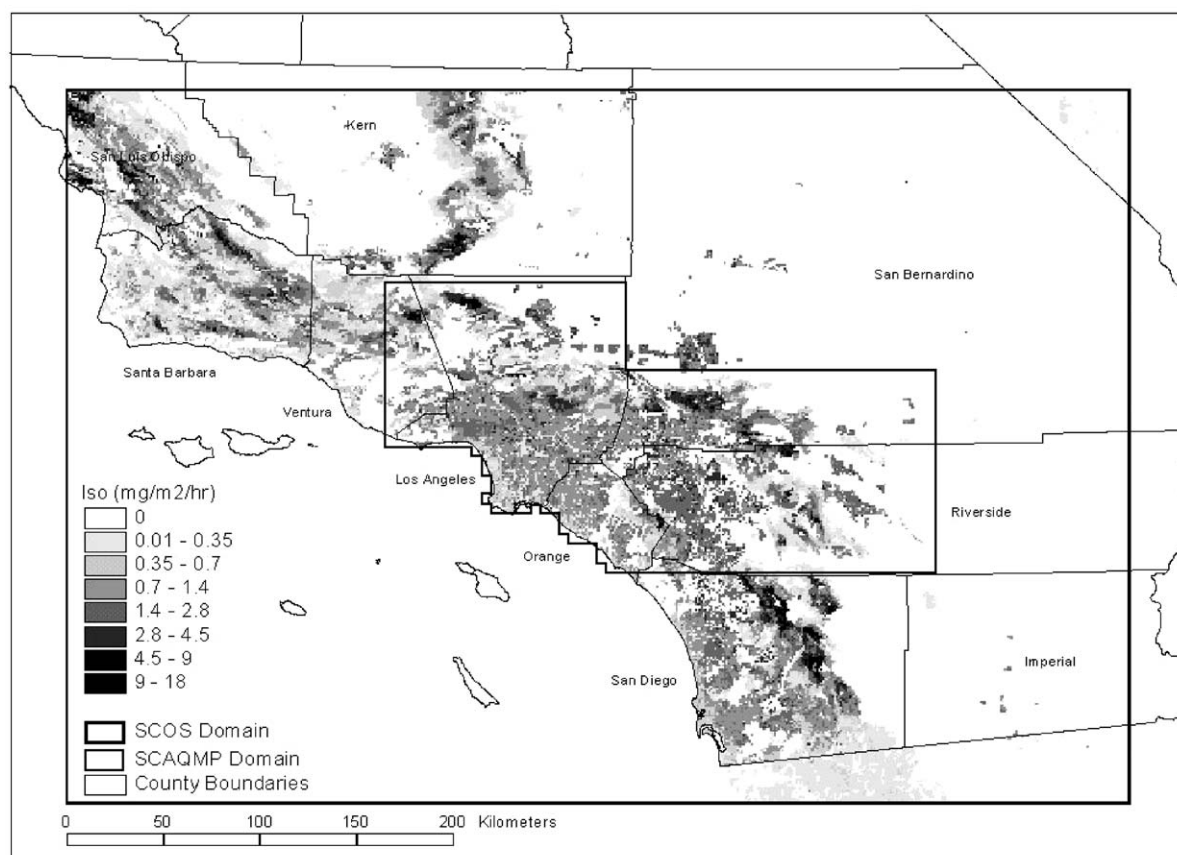 Kern
San Luis Obispo
San Bernardino
Santa Barbara
Ventura
Los Angeles
Riverside
Orange
Imperial
San Diego
Iso (mg/m2/hr)
0
0.01 - 0.35
0.35 - 0.7
0.7 - 1.4
1.4 - 2.8
2.8 - 4.5
4.5 - 9
9 - 18
SCOS Domain
SCAQMP Domain
County Boundaries
0 50 100 150 200 Kilometers